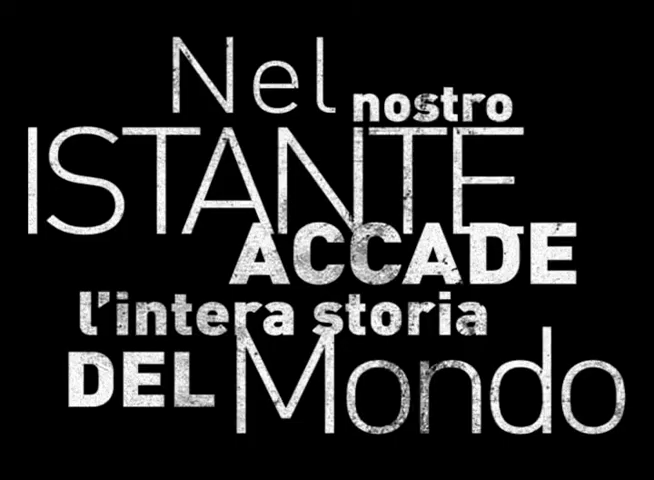 Nel nostro
ISTANTE
ACCADE
l'intera storia
DEL Mondo